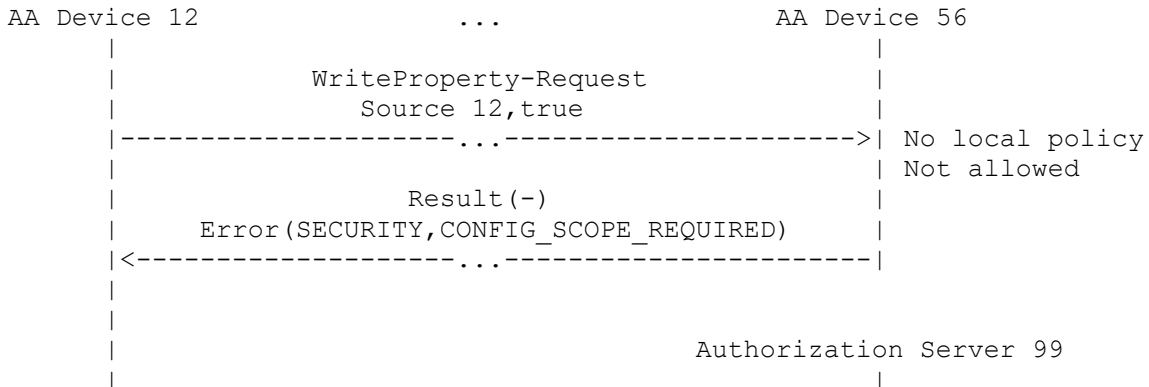 AA Device 12                ...                 AA Device 56
      |                                               |
      |            WriteProperty-Request              |
      |               Source 12,true                  |
      |---------------------...---------------------->| No local policy
      |                                               | Not allowed
      |                  Result(-)                    |
      |     Error(SECURITY,CONFIG_SCOPE_REQUIRED)     |
      |<--------------------...-----------------------|
      |
      |
      |                                    Authorization Server 99
      |                                               |